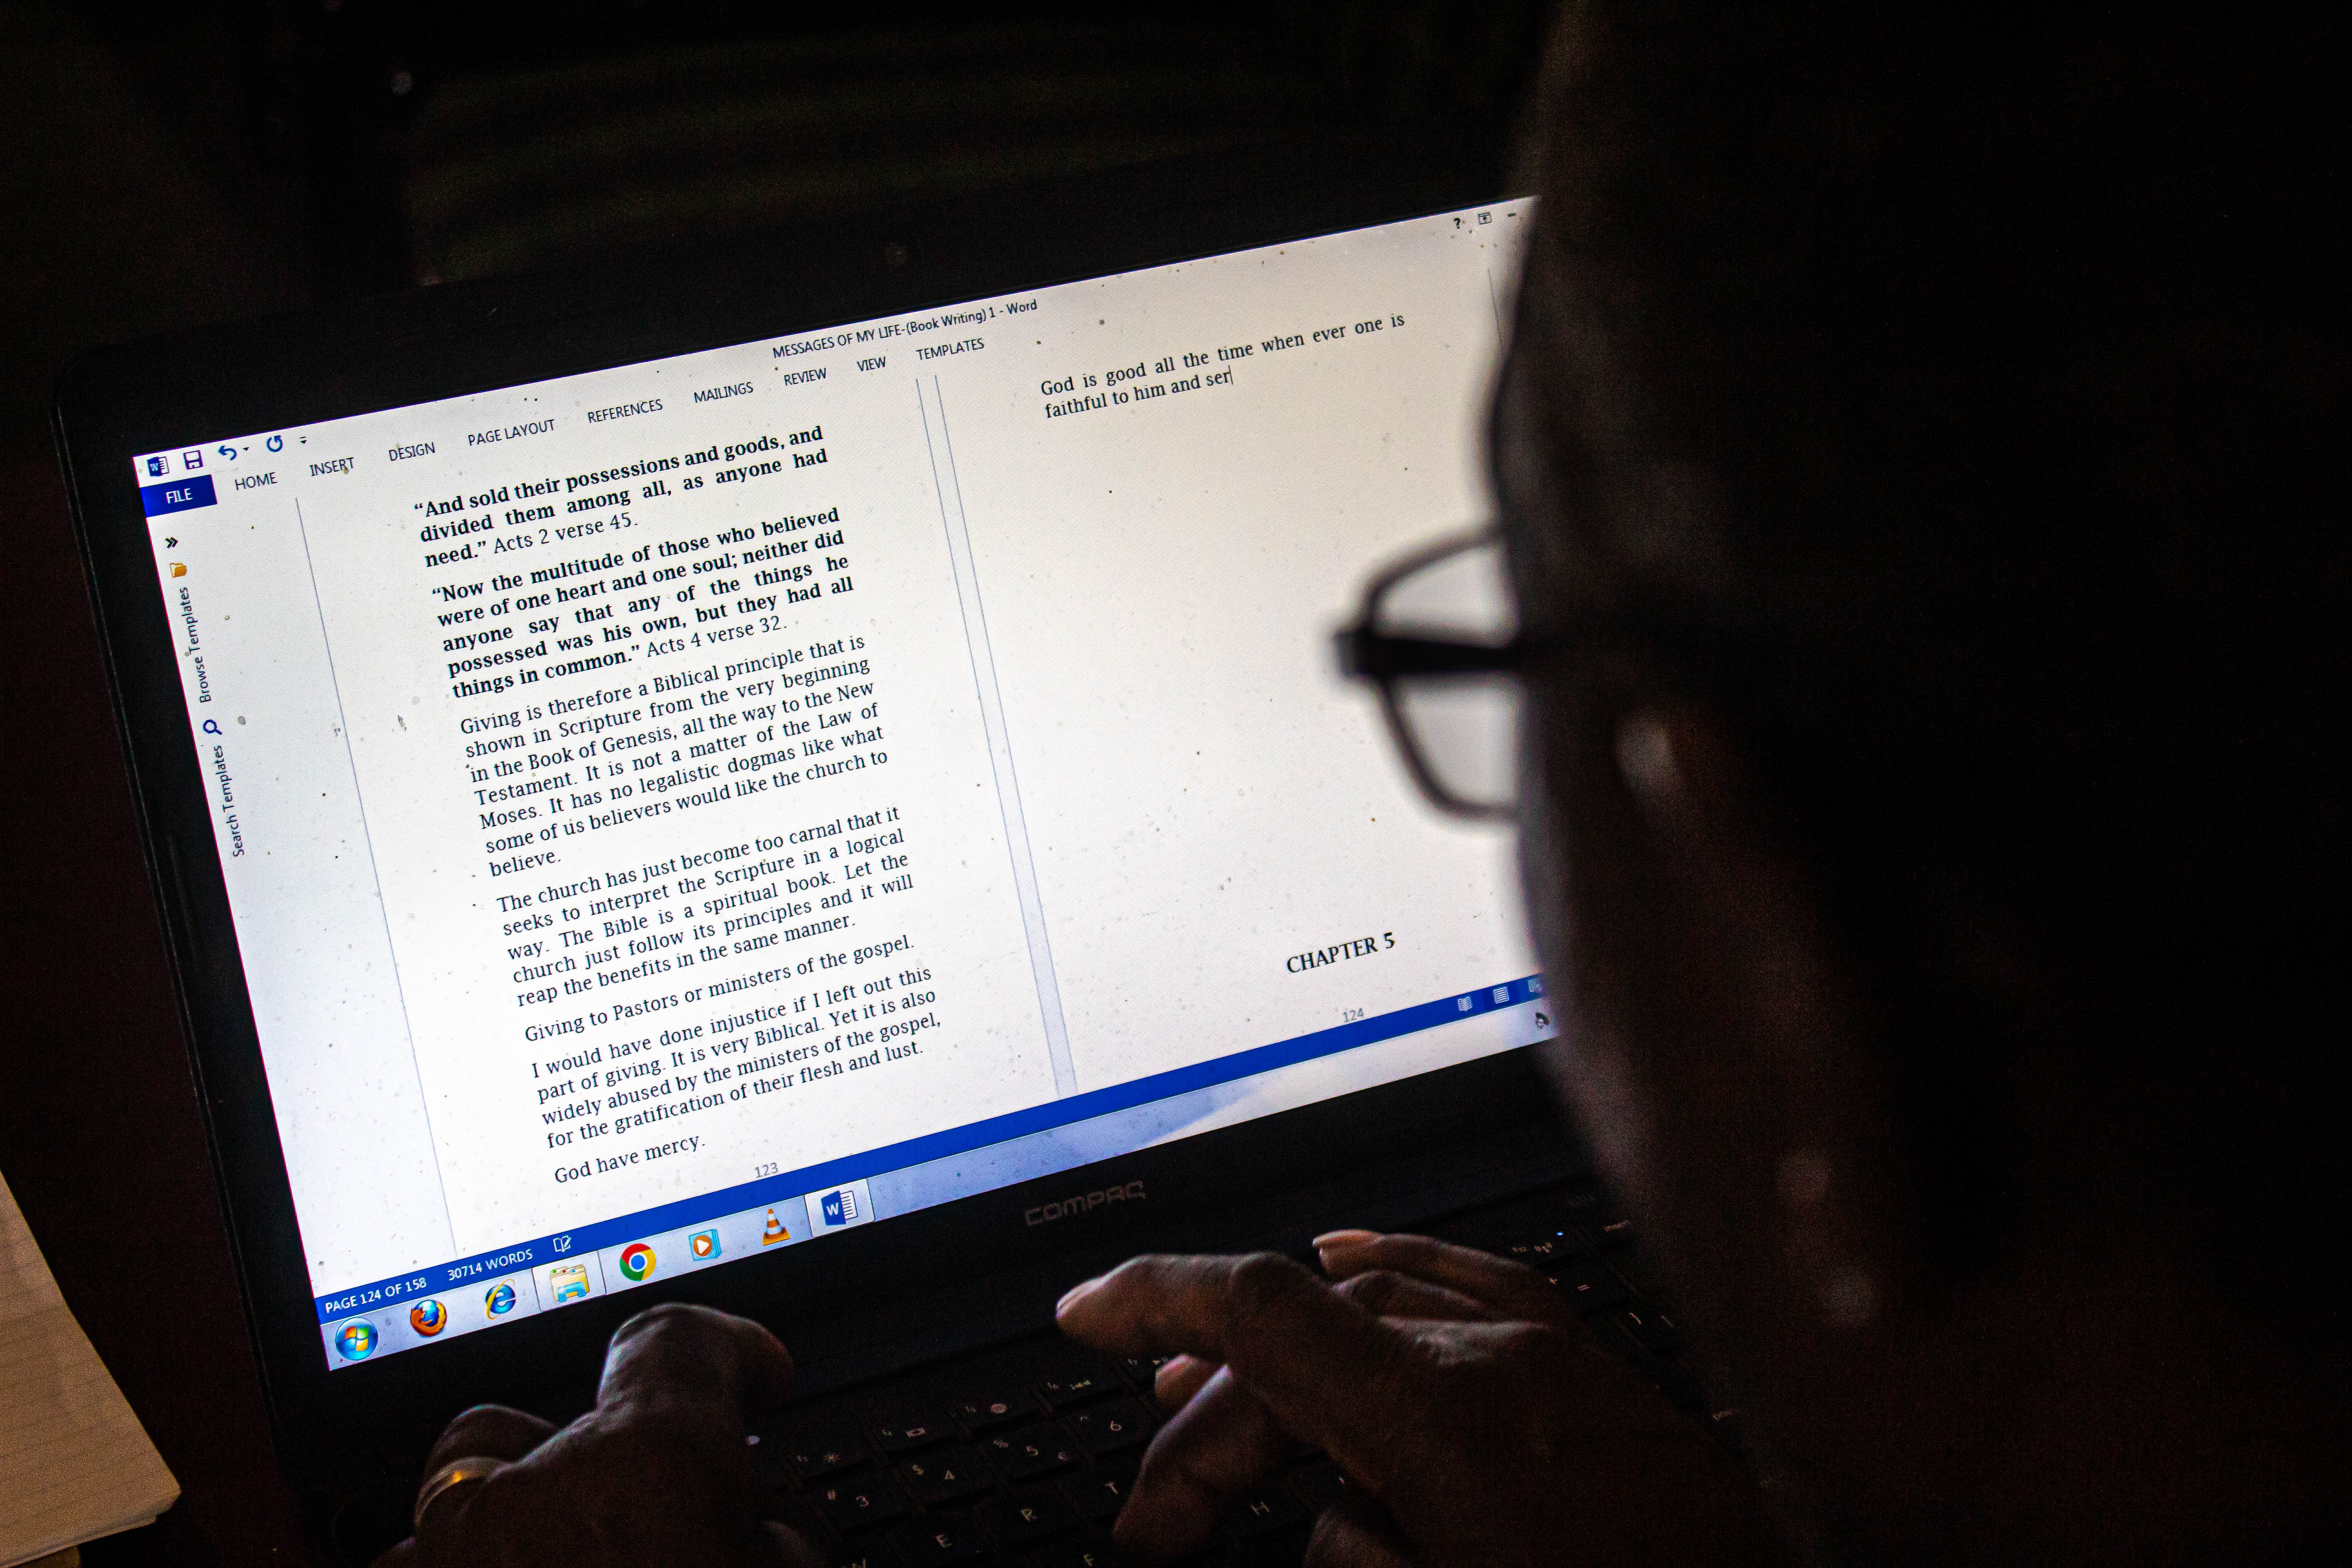 MESSAGES OF MY LIFE-(Book Writing) 1 - Word
?
FILE
HOME
INSERT
DESIGN
PAGE LAYOUT
REFERENCES
MAILINGS
REVIEW
VIEW
TEMPLATES
Browse Templates
Search Templates
“And sold their possessions and goods, and
divided them among all, as anyone had
need.” Acts 2 verse 45.
“Now the multitude of those who believed
were of one heart and one soul; neither did
anyone say that any of the things he
possessed was his own, but they had all
things in common.” Acts 4 verse 32.
Giving is therefore a Biblical principle that is
shown in Scripture from the very beginning
in the Book of Genesis, all the way to the New
Testament. It is not a matter of the Law of
Moses. It has no legalistic dogmas like what
some of us believers would like the church to
believe.
The church has just become too carnal that it
seeks to interpret the Scripture in a logical
way. The Bible is a spiritual book. Let the
church just follow its principles and it will
reap the benefits in the same manner.
Giving to Pastors or ministers of the gospel.
I would have done injustice if I left out this
part of giving. It is very Biblical. Yet it is also
widely abused by the ministers of the gospel,
for the gratification of their flesh and lust.
God have mercy.
123
God is good all the time when ever one is
faithful to him and ser
CHAPTER 5
124
PAGE 124 OF 158
30714 WORDS
COMPAQ
# 3
$ 4
% 5 €
^ 6
E
R
T
H
F